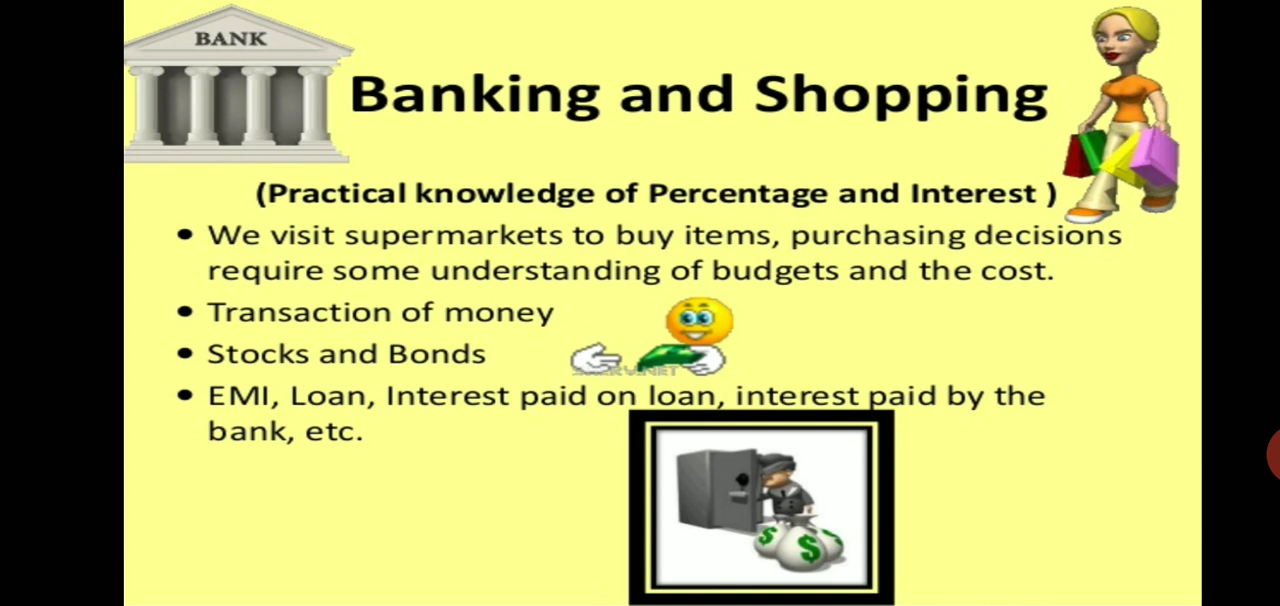 BANK
Banking and Shopping
(Practical knowledge of Percentage and Interest )
• We visit supermarkets to buy items, purchasing decisions
require some understanding of budgets and the cost.
• Transaction of money
• Stocks and Bonds
• EMI, Loan, Interest paid on loan, interest paid by the
bank, etc.
$ $